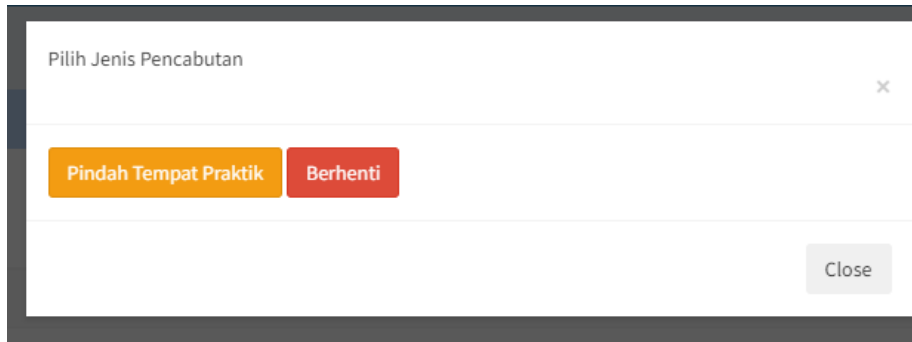 Pilih Jenis Pencabutan
×
Pindah Tempat Praktik Berhenti
Close